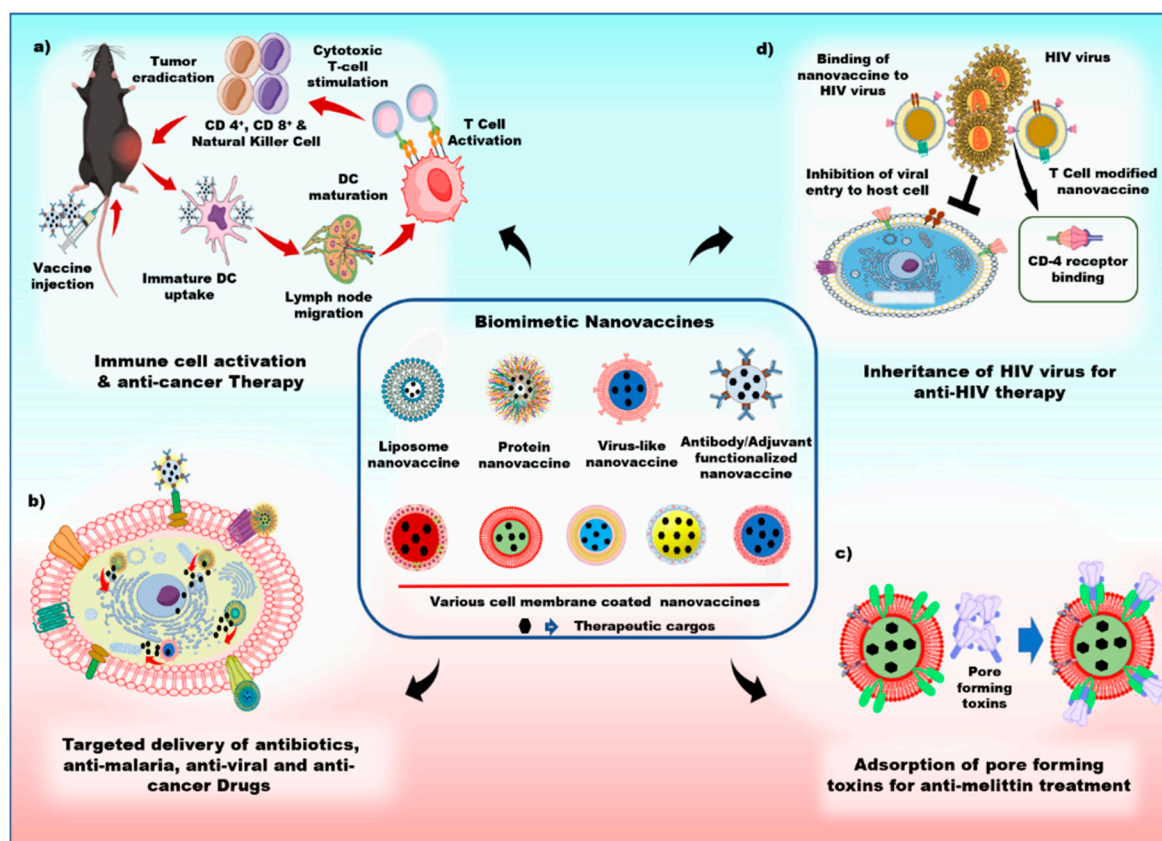 a)
Tumor
eradication
Cytotoxic
T-cell
stimulation
CD 4⁺, CD 8⁺ &
Natural Killer Cell
T Cell
Activation
DC
maturation
Vaccine
injection
Immature DC
uptake
Lymph node
migration
Immune cell activation
& anti-cancer Therapy
d)
Binding of
nanovaccine to
HIV virus
HIV virus
Inhibition of viral
entry to host cell
T Cell modified
nanovaccine
CD-4 receptor
binding
Inheritance of HIV virus for
anti-HIV therapy
Biomimetic Nanovaccines
Liposome
nanovaccine
Protein
nanovaccine
Virus-like
nanovaccine
Antibody/Adjuvant
functionalized
nanovaccine
Various cell membrane coated nanovaccines
Therapeutic cargos
b)
Targeted delivery of antibiotics,
anti-malaria, anti-viral and anti-
cancer Drugs
c)
Pore
forming
toxins
Adsorption of pore forming
toxins for anti-melittin treatment